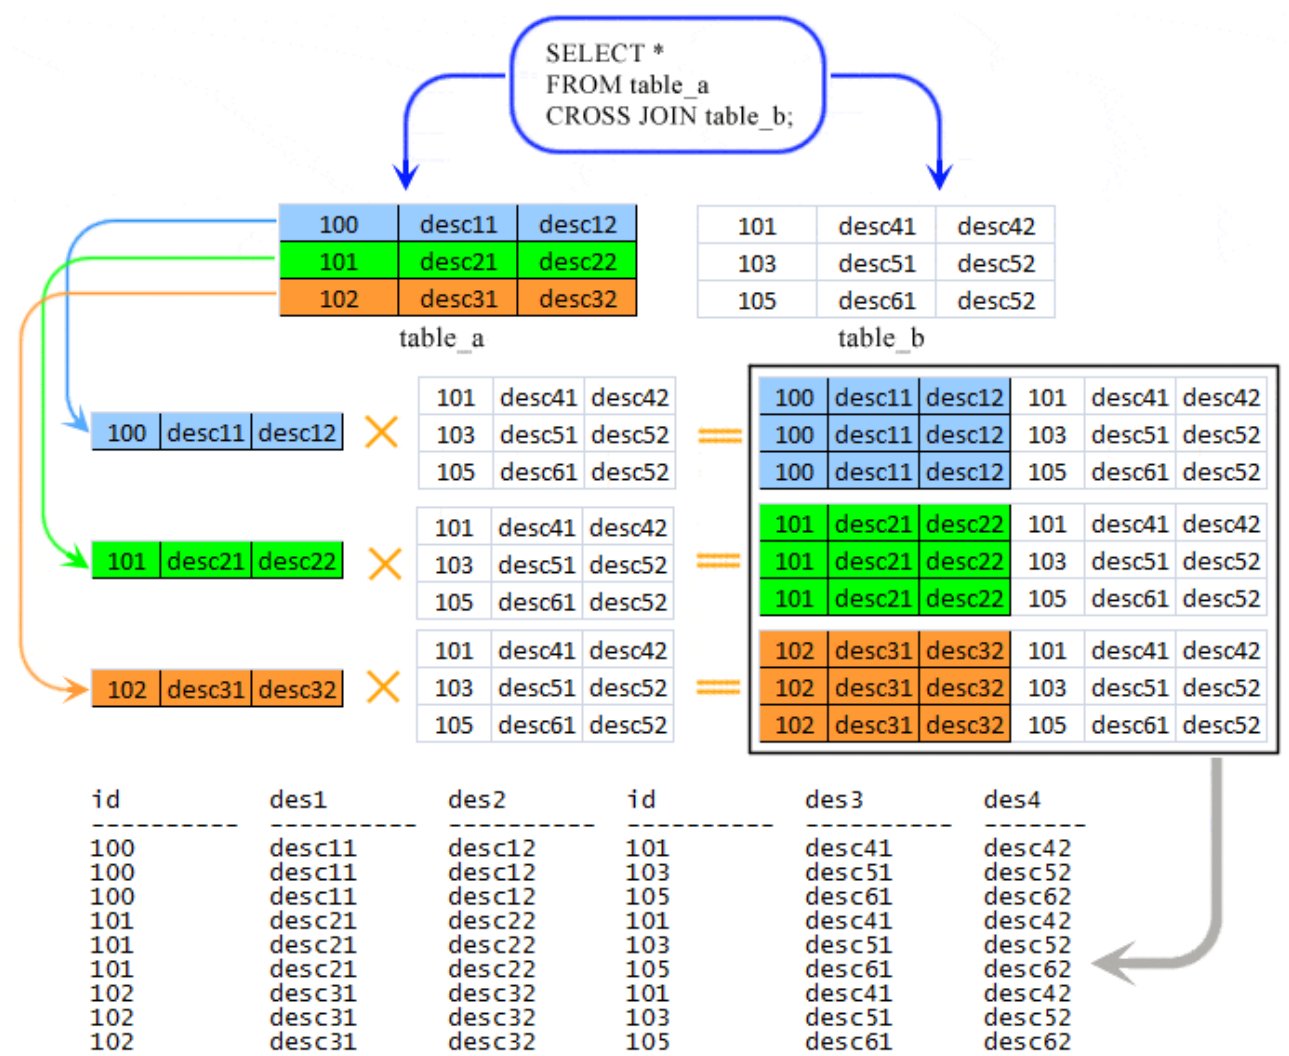 SELECT *
FROM table_a
CROSS JOIN table_b;
100 desc11 desc12 101 desc41 desc42
101 desc21 desc22 103 desc51 desc52
102 desc31 desc32 105 desc61 desc52
table_a table_b
101 desc41 desc42 100 desc11 desc12 101 desc41 desc42
100 desc11 desc12 × 103 desc51 desc52 = 100 desc11 desc12 103 desc51 desc52
105 desc61 desc52 100 desc11 desc12 105 desc61 desc52
101 desc41 desc42 101 desc21 desc22 101 desc41 desc42
101 desc21 desc22 × 103 desc51 desc52 = 101 desc21 desc22 103 desc51 desc52
105 desc61 desc52 101 desc21 desc22 105 desc61 desc52
101 desc41 desc42 102 desc31 desc32 101 desc41 desc42
102 desc31 desc32 × 103 desc51 desc52 = 102 desc31 desc32 103 desc51 desc52
105 desc61 desc52 102 desc31 desc32 105 desc61 desc52
id des1 des2 id des3 des4
---------- ---------- ---------- ---------- ---------- -------
100 desc11 desc12 101 desc41 desc42
100 desc11 desc12 103 desc51 desc52
100 desc11 desc12 105 desc61 desc62
101 desc21 desc22 101 desc41 desc42
101 desc21 desc22 103 desc51 desc52
101 desc21 desc22 105 desc61 desc62
102 desc31 desc32 101 desc41 desc42
102 desc31 desc32 103 desc51 desc52
102 desc31 desc32 105 desc61 desc62